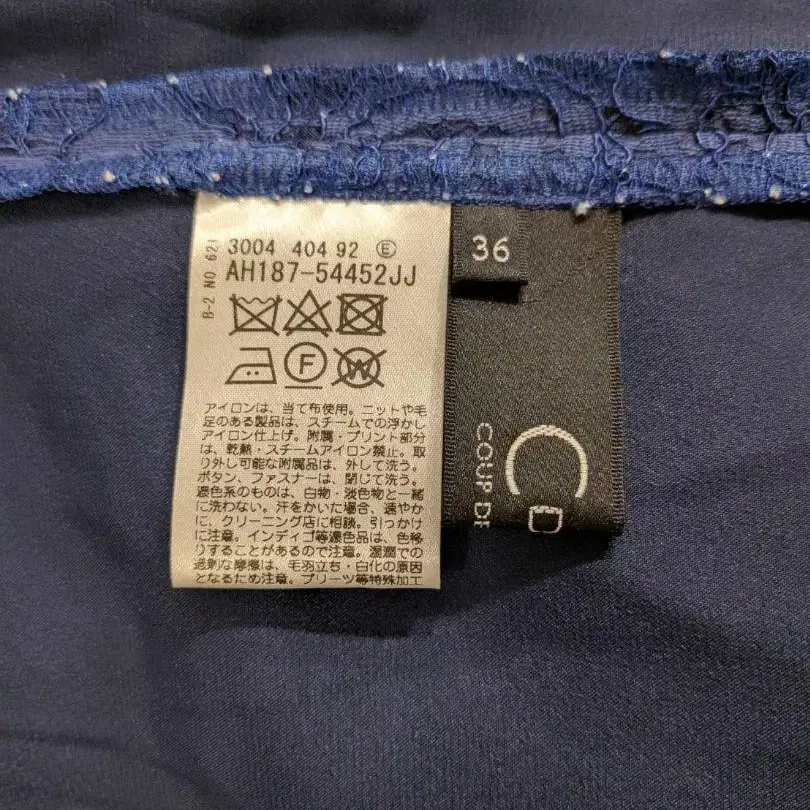 B-2 NO. 621
3004 404 92 Ⓔ
AH187-54452JJ
F
W
アイロンは、当て布使用。ニットや毛
足のある製品は、スチームでの浮かし
アイロン仕上げ。附属・プリント部分
は、乾熱・スチームアイロン禁止。取
り外し可能な附属品は、外して洗う。
ボタン、ファスナーは、閉じて洗う。
濃色系のものは、白物・淡色物と一緒
に洗わない。汗をかいた場合、速やか
に、クリーニング店に相談。引っかけ
に注意。インディゴ等濃色品は、色移
りすることがあるので注意。湿潤での
過剰な摩擦は、毛羽立ち・白化の原因
となるため注意。プリーツ等特殊加工
36
CD
COUP DE